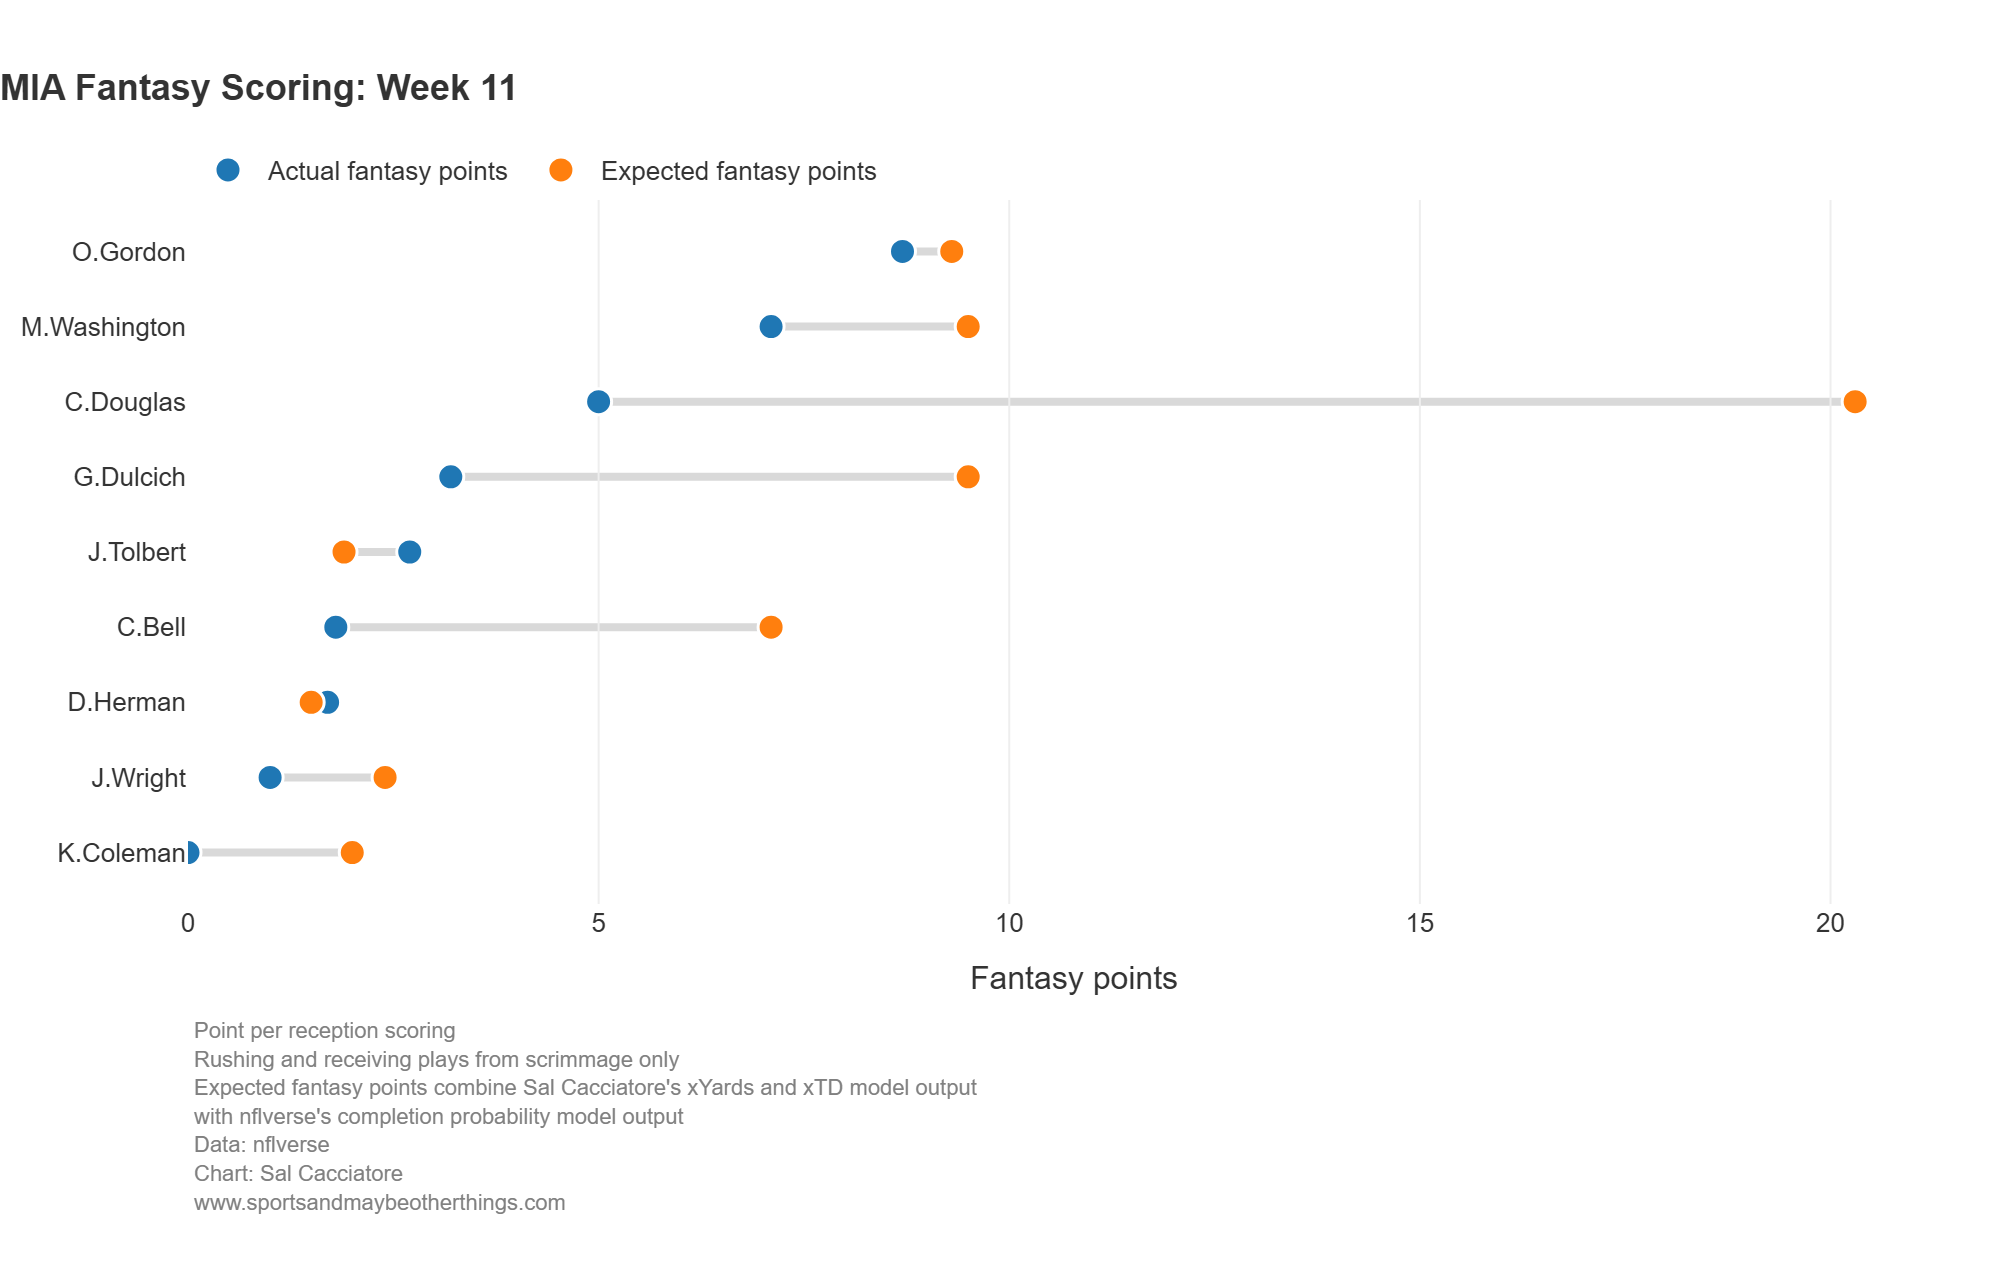 MIA Fantasy Scoring: Week 11
Actual fantasy points Expected fantasy points
O.Gordon
M.Washington
C.Douglas
G.Dulcich
J.Tolbert
C.Bell
D.Herman
J.Wright
K.Coleman
0 5 10 15 20
Fantasy points
Point per reception scoring
Rushing and receiving plays from scrimmage only
Expected fantasy points combine Sal Cacciatore's xYards and xTD model output
with nflverse's completion probability model output
Data: nflverse
Chart: Sal Cacciatore
www.sportsandmaybeotherthings.com